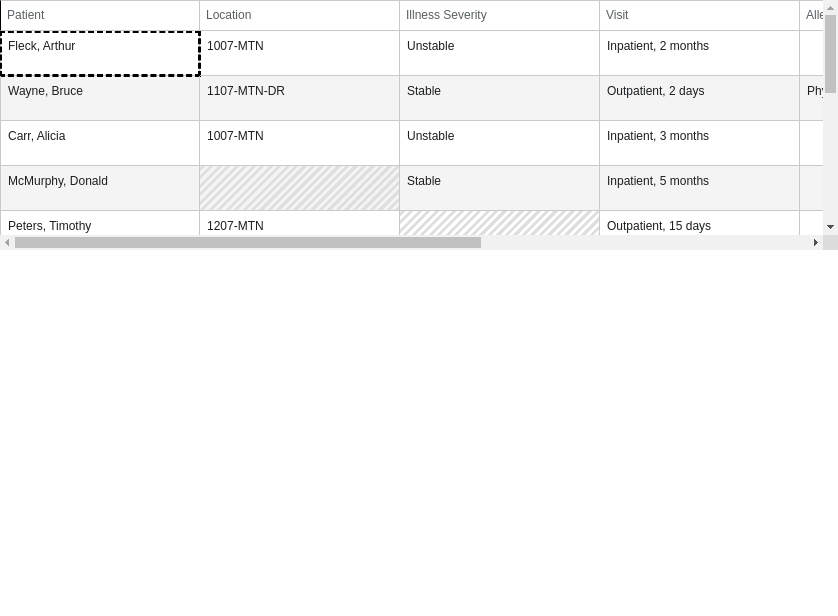 Patient Location Illness Severity Visit Alle
Fleck, Arthur 1007-MTN Unstable Inpatient, 2 months
Wayne, Bruce 1107-MTN-DR Stable Outpatient, 2 days Phy
Carr, Alicia 1007-MTN Unstable Inpatient, 3 months
McMurphy, Donald Stable Inpatient, 5 months
Peters, Timothy 1207-MTN Outpatient, 15 days